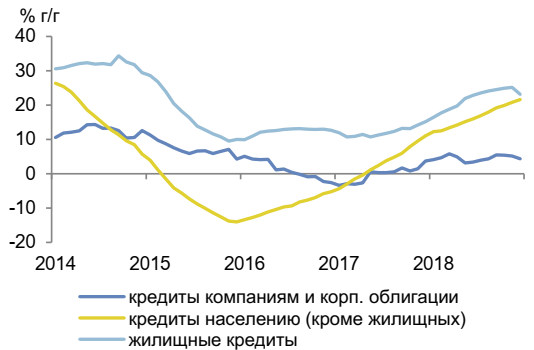 % г/г
40
30
20
10
0
-10
-20
2014 2015 2016 2017 2018
кредиты компаниям и корп. облигации
кредиты населению (кроме жилищных)
жилищные кредиты